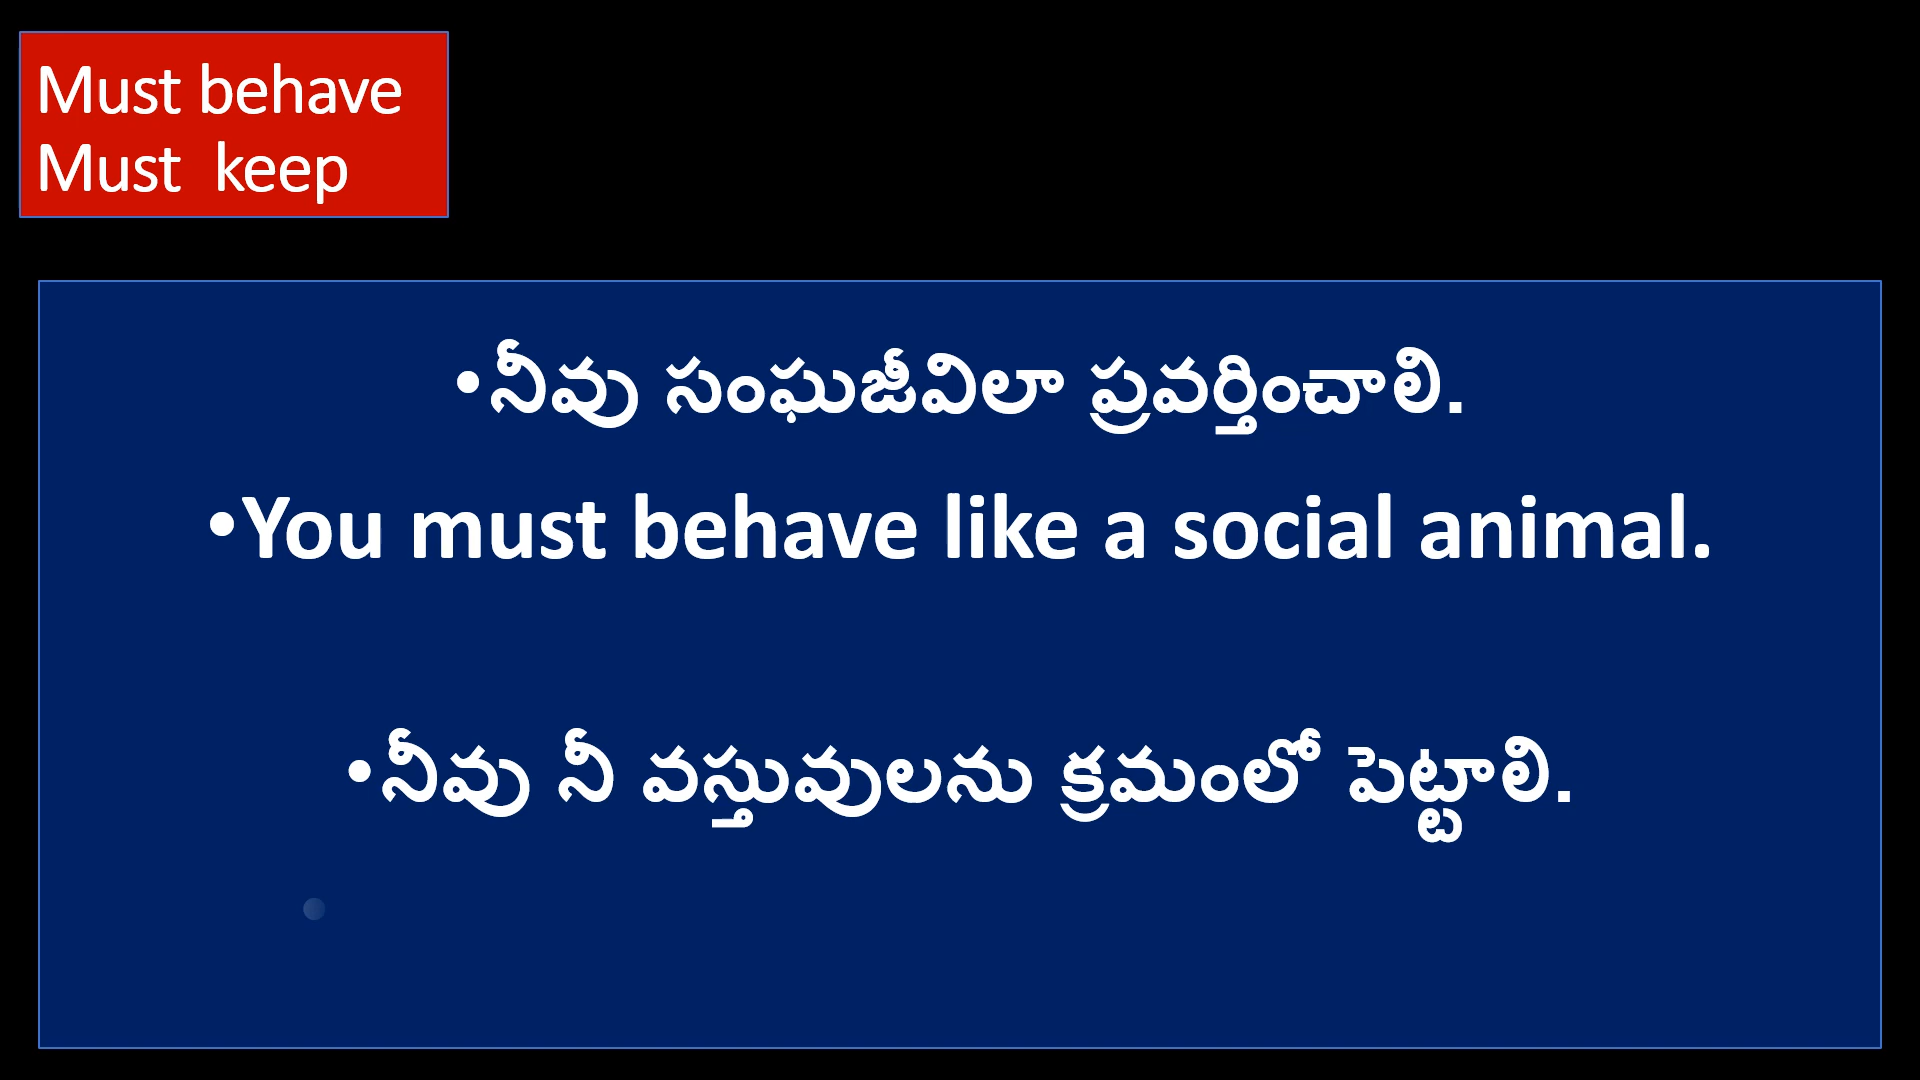 Must behave
Must  keep
•నీవు సంఘజీవిలా ప్రవర్తించాలి.
•You must behave like a social animal.
•నీవు నీ వస్తువులను క్రమంలో పెట్టాలి.